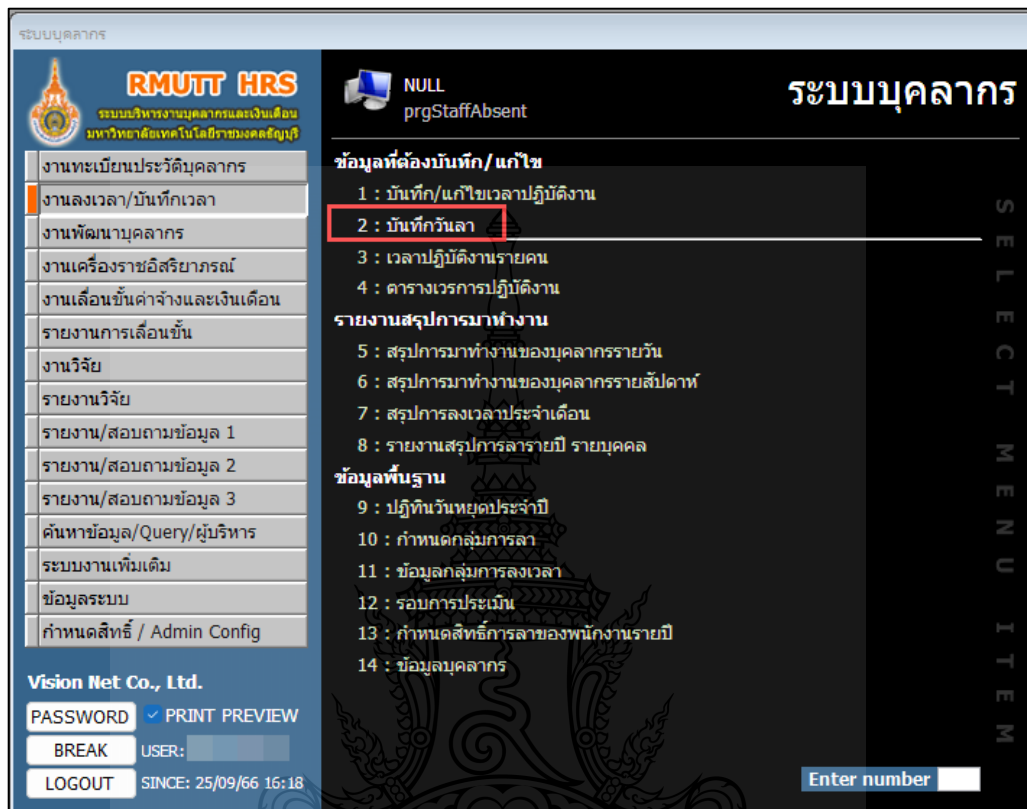 ระบบบุคลากร
RMUTT HRS
ระบบบริหารงานบุคลากรและเงินเดือน
มหาวิทยาลัยเทคโนโลยีราชมงคลธัญบุรี
งานทะเบียนประวัติบุคลากร
งานลงเวลา/บันทึกเวลา
งานพัฒนาบุคลากร
งานเครื่องราชอิสริยาภรณ์
งานเลื่อนขั้นค่าจ้างและเงินเดือน
รายงานการเลื่อนขั้น
งานวิจัย
รายงานวิจัย
รายงาน/สอบถามข้อมูล 1
รายงาน/สอบถามข้อมูล 2
รายงาน/สอบถามข้อมูล 3
ค้นหาข้อมูล/Query/ผู้บริหาร
ระบบงานเพิ่มเติม
ข้อมูลระบบ
กำหนดสิทธิ์ / Admin Config
Vision Net Co., Ltd.
PASSWORD PRINT PREVIEW
BREAK USER:
LOGOUT SINCE: 25/09/66 16:18
NULL
prgStaffAbsent
ระบบบุคลากร
ข้อมูลที่ต้องบันทึก/แก้ไข
1 : บันทึก/แก้ไขเวลาปฏิบัติงาน
2 : บันทึกวันลา
3 : เวลาปฏิบัติงานรายคน
4 : ตารางเวรการปฏิบัติงาน
รายงานสรุปการมาทำงาน
5 : สรุปการมาทำงานของบุคลากรรายวัน
6 : สรุปการมาทำงานของบุคลากรรายสัปดาห์
7 : สรุปการลงเวลาประจำเดือน
8 : รายงานสรุปการลารายปี รายบุคคล
ข้อมูลพื้นฐาน
9 : ปฏิทินวันหยุดประจำปี
10 : กำหนดกลุ่มการลา
11 : ข้อมูลกลุ่มการลงเวลา
12 : รอบการประเมิน
13 : กำหนดสิทธิ์การลาของพนักงานรายปี
14 : ข้อมูลบุคลากร
Enter number
SELECT MENU ITEM